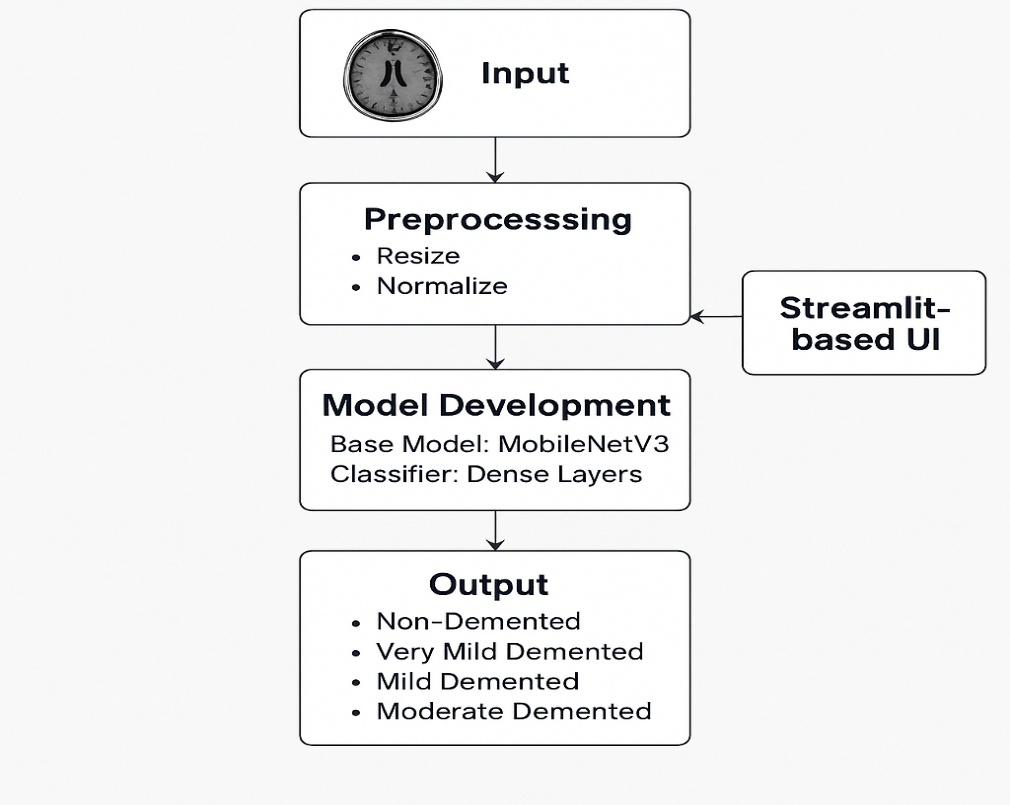 Input
Preprocesssing
• Resize
• Normalize
Streamlit-
based UI
Model Development
Base Model: MobileNetV3
Classifier: Dense Layers
Output
• Non-Demented
• Very Mild Demented
• Mild Demented
• Moderate Demented